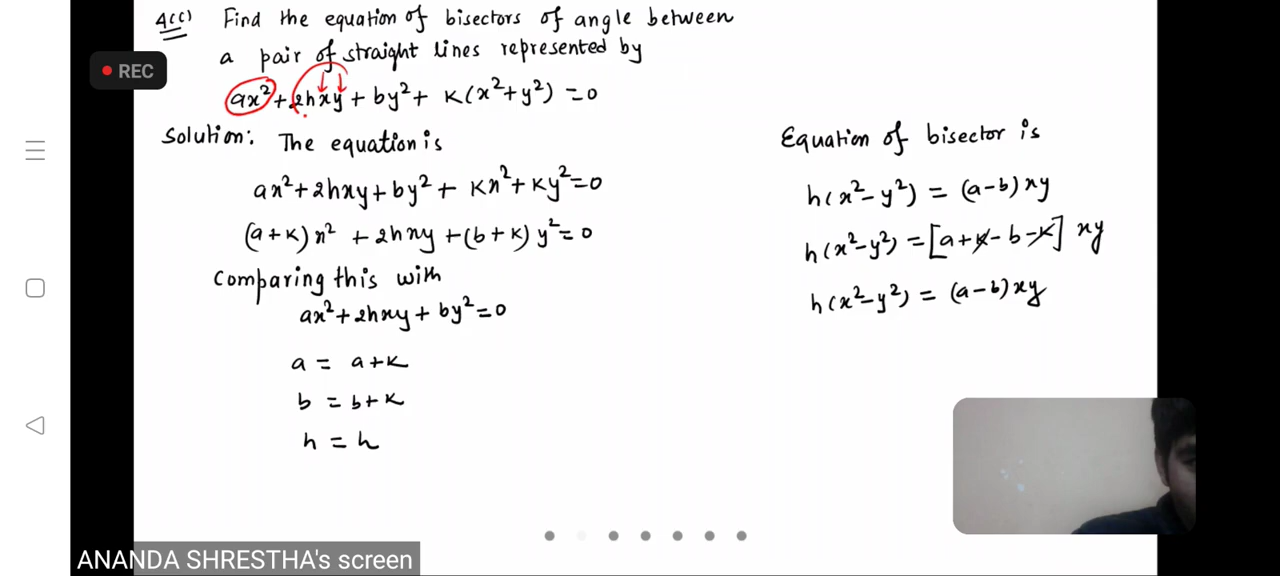 4(c) Find the equation of bisectors of angle between
a pair of straight lines represented by
ax²+2hxy+by²+ K(x²+y²)=0
REC
Solution: The equation is
ax²+2hxy+by²+ Kx²+Ky²=0
(a+K)x² +2hxy+(b+K)y²=0
Comparing this with
ax²+2hxy+by²=0
a = a+K
b = b+K
h = h
Equation of bisector is
h(x²-y²) = (a-b)xy
h(x²-y²) = [a+K-b-K] xy
h(x²-y²) = (a-b)xy
ANANDA SHRESTHA's screen